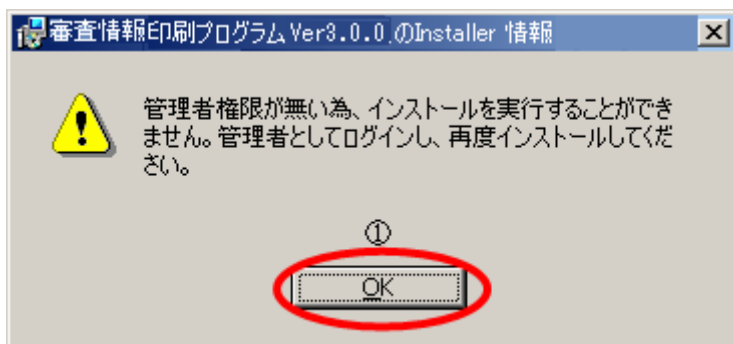 審査情報印刷プログラム Ver3.0.0.のInstaller 情報
管理者権限が無い為、インストールを実行することができ
ません。管理者としてログインし、再度インストールしてくだ
さい。
①
OK